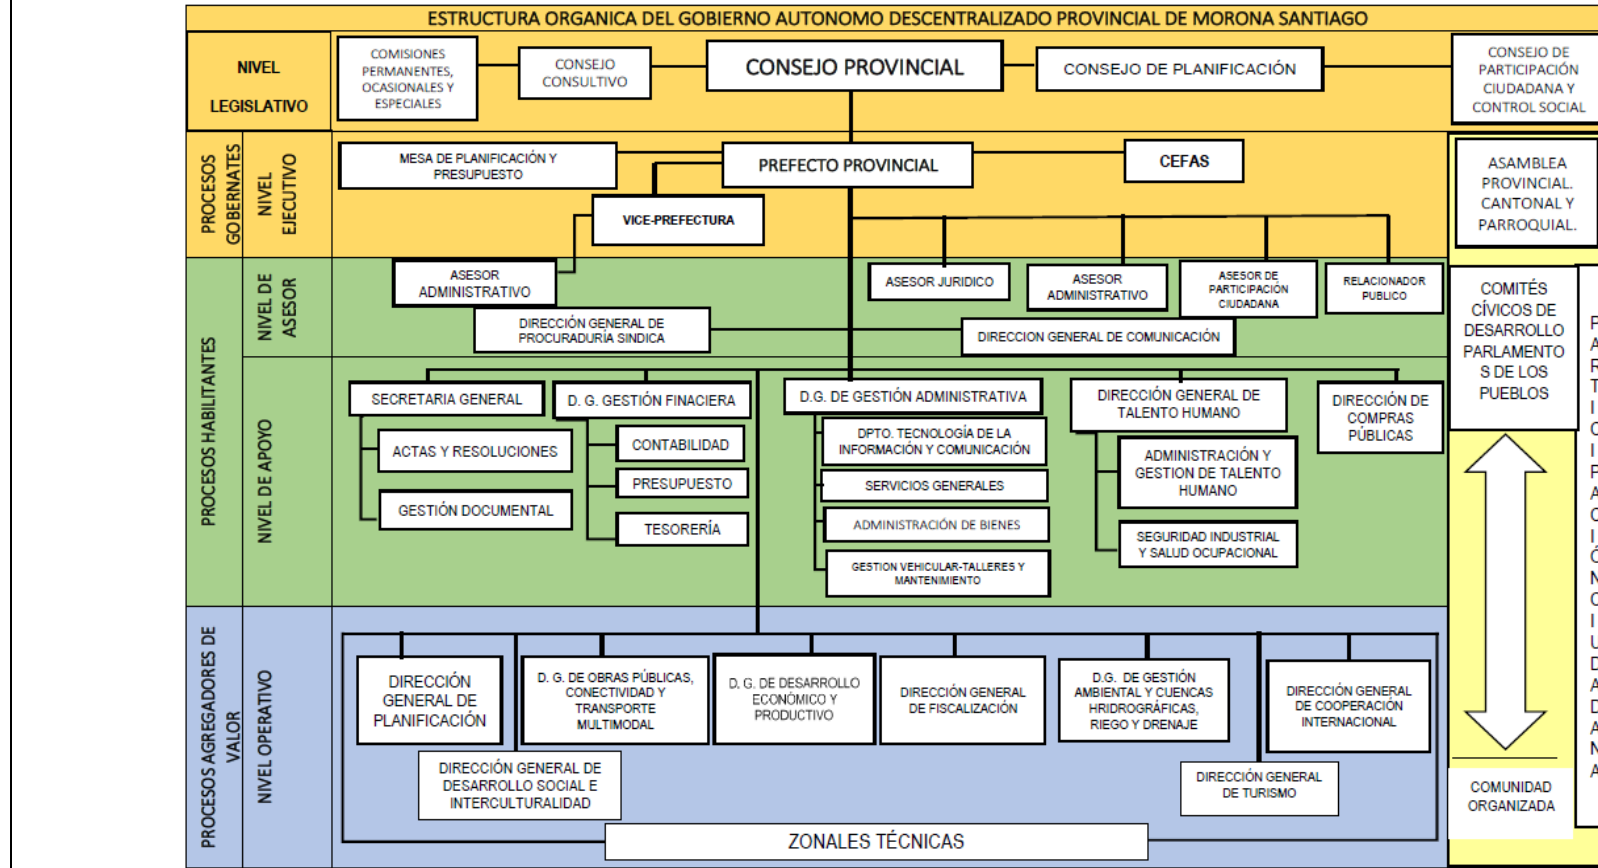 ESTRUCTURA ORGANICA DEL GOBIERNO AUTONOMO DESCENTRALIZADO PROVINCIAL DE MORONA SANTIAGO
NIVEL
LEGISLATIVO
COMISIONES
PERMANENTES,
OCASIONALES Y
ESPECIALES
CONSEJO
CONSULTIVO
CONSEJO PROVINCIAL
CONSEJO DE PLANIFICACIÓN
CONSEJO DE
PARTICIPACIÓN
CIUDADANA Y
CONTROL SOCIAL
PROCESOS
GOBERNATES
NIVEL
EJECUTIVO
MESA DE PLANIFICACIÓN Y
PRESUPUESTO
PREFECTO PROVINCIAL
CEFAS
VICE-PREFECTURA
ASAMBLEA
PROVINCIAL.
CANTONAL Y
PARROQUIAL.
PROCESOS HABILITANTES
NIVEL DE
ASESOR
ASESOR
ADMINISTRATIVO
ASESOR JURIDICO
ASESOR
ADMINISTRATIVO
ASESOR DE
PARTICIPACIÓN
CIUDADANA
RELACIONADOR
PUBLICO
DIRECCIÓN GENERAL DE
PROCURADURÍA SINDICA
DIRECCION GENERAL DE COMUNICACIÓN
COMITÉS
CÍVICOS DE
DESARROLLO
PARLAMENTO
S DE LOS
PUEBLOS
NIVEL DE APOYO
SECRETARIA GENERAL
ACTAS Y RESOLUCIONES
GESTIÓN DOCUMENTAL
D. G. GESTIÓN FINACIERA
CONTABILIDAD
PRESUPUESTO
TESORERÍA
D.G. DE GESTIÓN ADMINISTRATIVA
DPTO. TECNOLOGÍA DE LA
INFORMACIÓN Y COMUNICACIÓN
SERVICIOS GENERALES
ADMINISTRACIÓN DE BIENES
GESTION VEHICULAR-TALLERES Y
MANTENIMIENTO
DIRECCIÓN GENERAL DE
TALENTO HUMANO
ADMINISTRACIÓN Y
GESTION DE TALENTO
HUMANO
SEGURIDAD INDUSTRIAL
Y SALUD OCUPACIONAL
DIRECCIÓN DE
COMPRAS
PÚBLICAS
PROCESOS AGREGADORES DE
VALOR
NIVEL OPERATIVO
DIRECCIÓN
GENERAL DE
PLANIFICACIÓN
D. G. DE OBRAS PÚBLICAS,
CONECTIVIDAD Y
TRANSPORTE
MULTIMODAL
D. G. DE DESARROLLO
ECONÓMICO Y
PRODUCTIVO
DIRECCIÓN GENERAL
DE FISCALIZACIÓN
D.G. DE GESTIÓN
AMBIENTAL Y CUENCAS
HRIDROGRÁFICAS,
RIEGO Y DRENAJE
DIRECCIÓN GENERAL
DE COOPERACIÓN
INTERNACIONAL
DIRECCIÓN GENERAL DE
DESARROLLO SOCIAL E
INTERCULTURALIDAD
DIRECCIÓN GENERAL
DE TURISMO
ZONALES TÉCNICAS
COMUNIDAD
ORGANIZADA
P
A
R
T
I
C
I
P
A
C
I
Ó
N
C
I
U
D
A
D
A
N
A